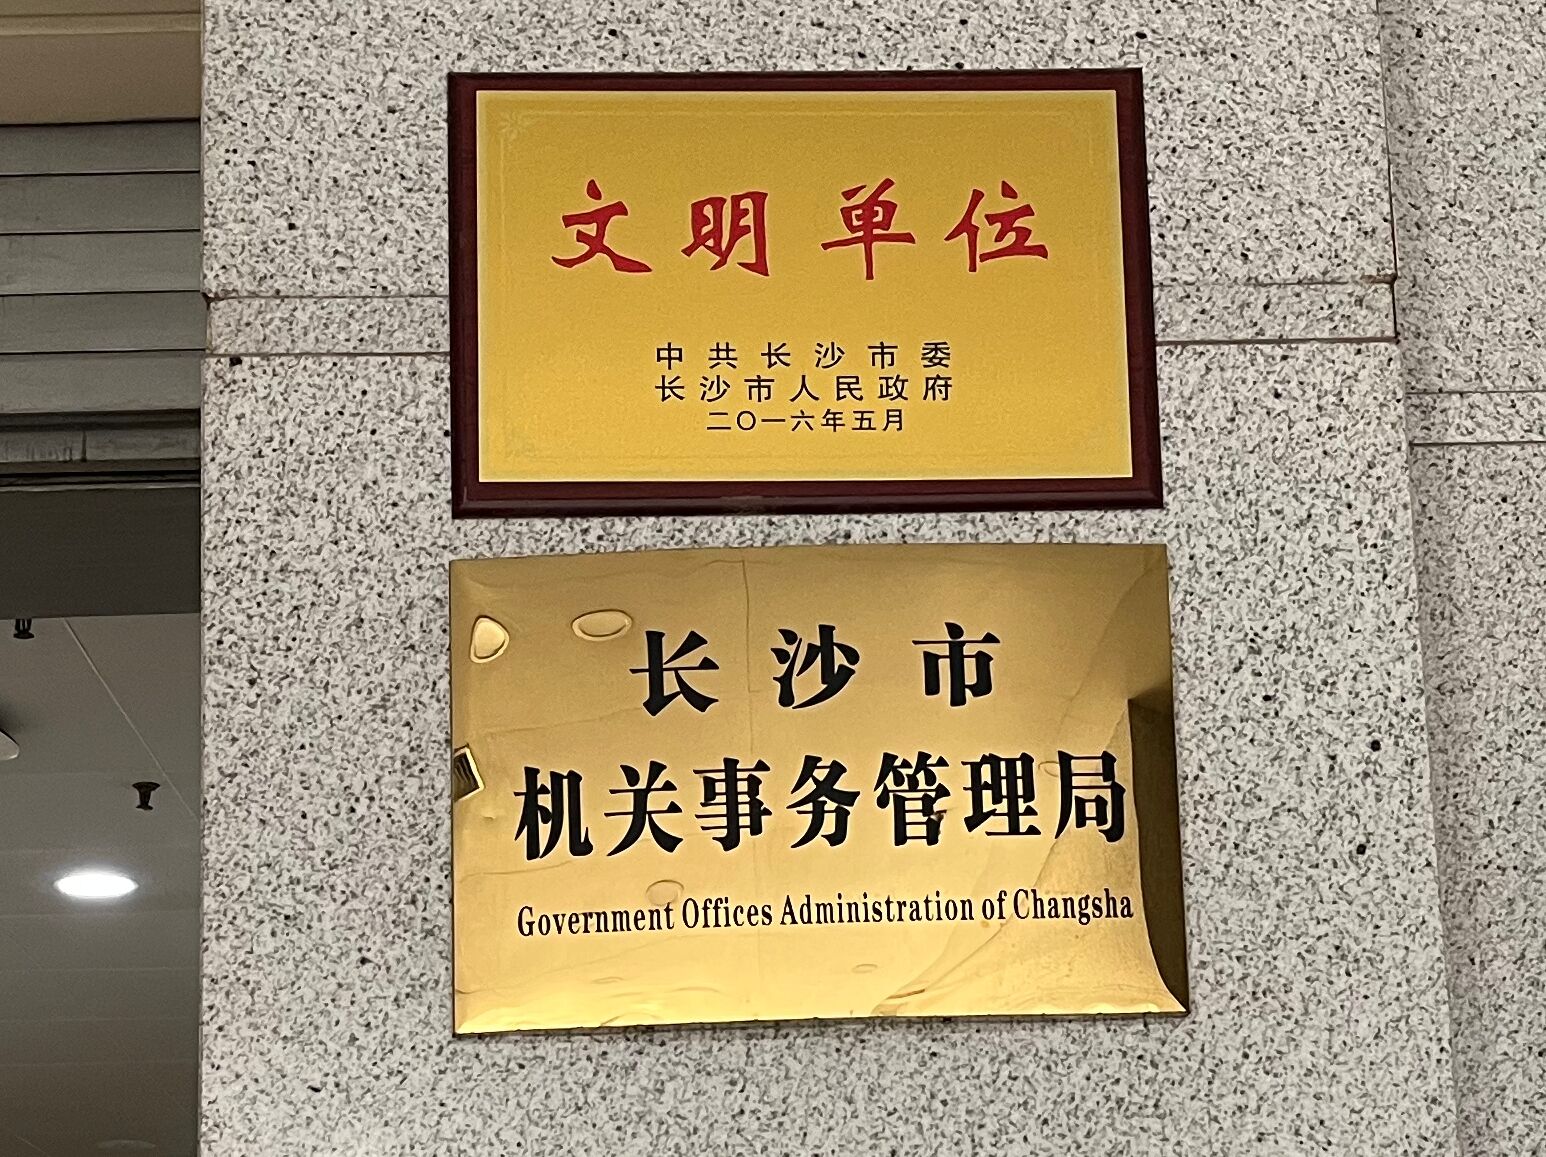 文明单位
中共长沙市委
长沙市人民政府
二〇一六年五月
长沙市
机关事务管理局
Government Offices Administration of Changsha